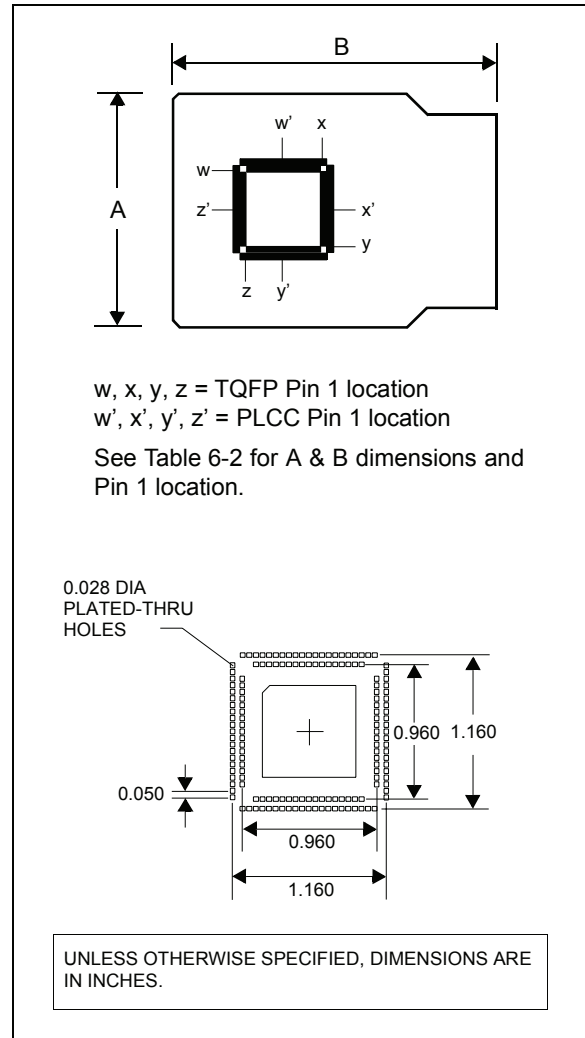 B
A
w’ x
w
z’ x’
y
z y’
w, x, y, z = TQFP Pin 1 location
w’, x’, y’, z’ = PLCC Pin 1 location
See Table 6-2 for A & B dimensions and
Pin 1 location.
0.028 DIA
PLATED-THRU
HOLES
0.960 1.160
0.050
0.960
1.160
UNLESS OTHERWISE SPECIFIED, DIMENSIONS ARE
IN INCHES.